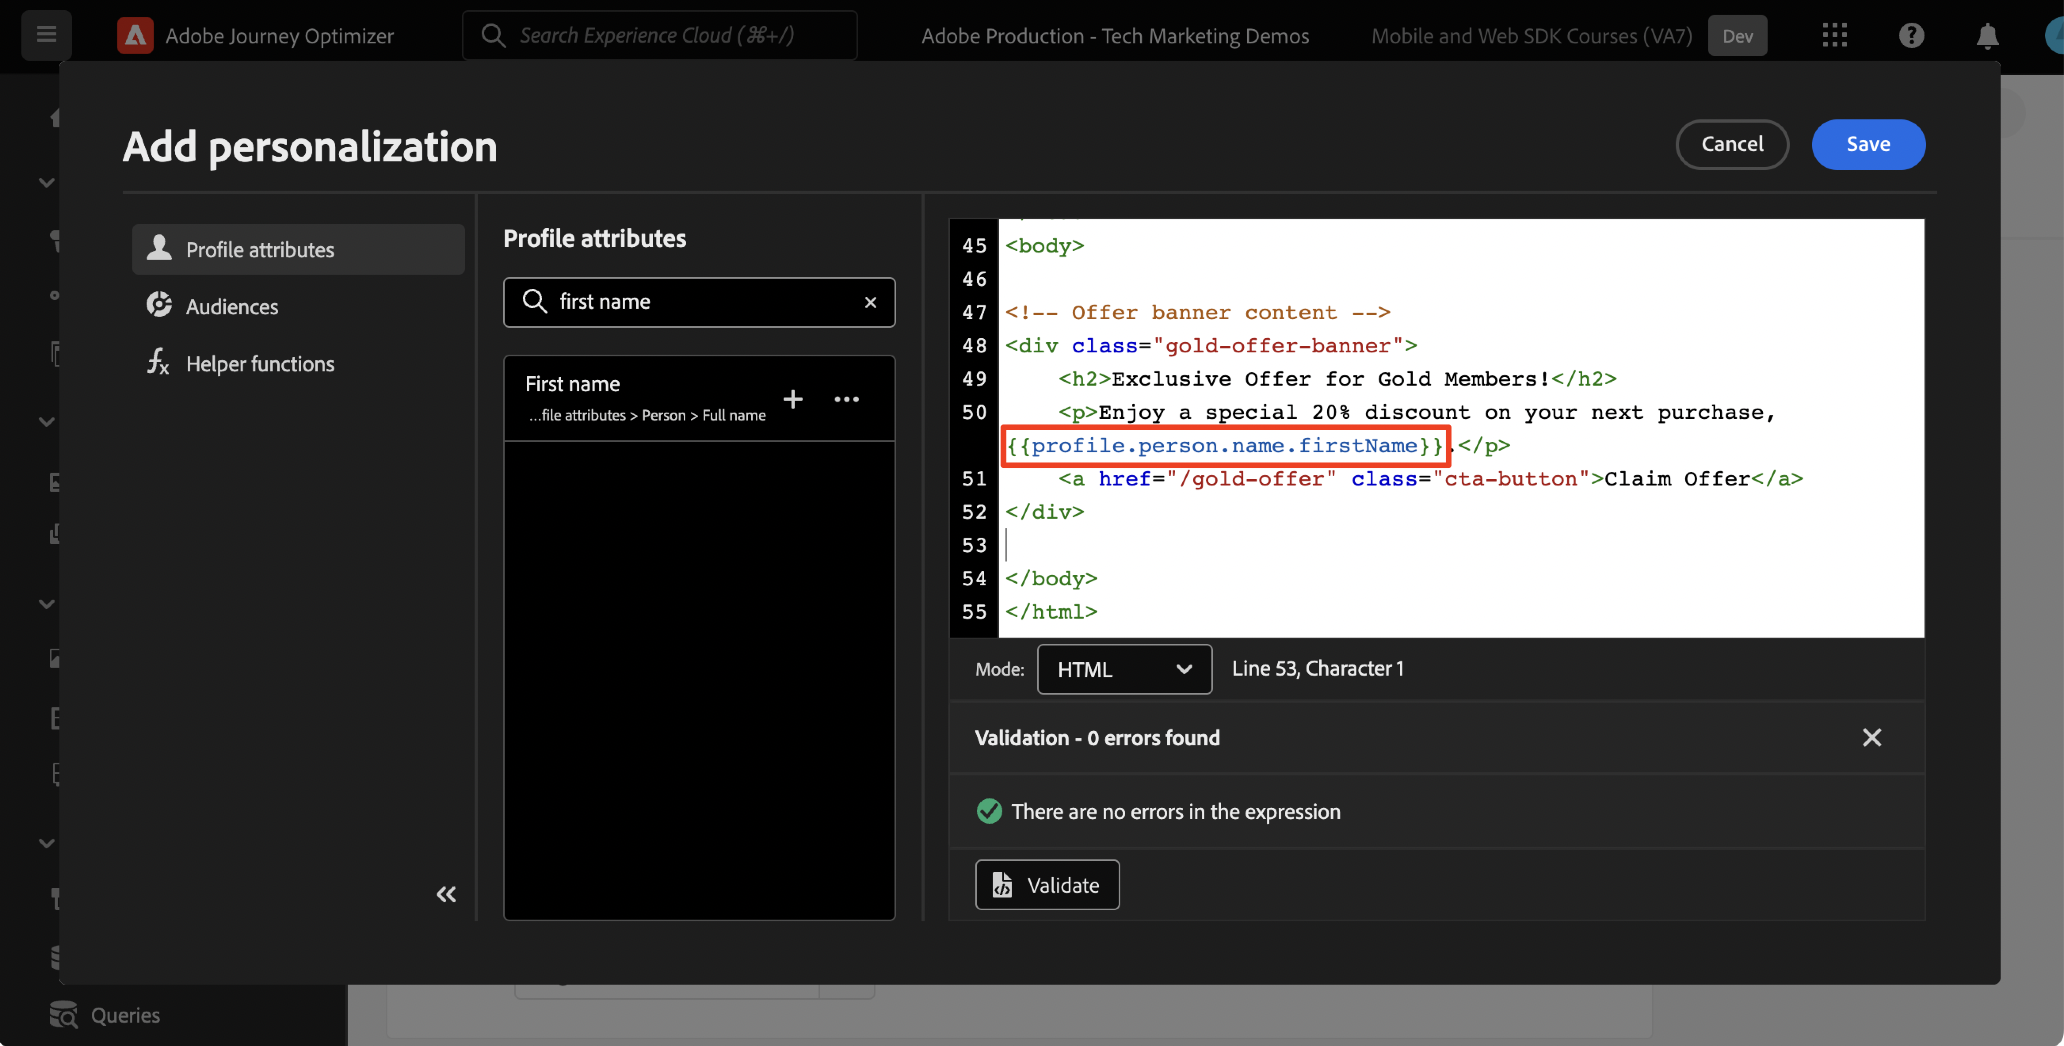 Adobe Journey Optimizer
Search Experience Cloud (⌘+/)
Adobe Production - Tech Marketing Demos
Mobile and Web SDK Courses (VA7)
Dev
Add personalization
Cancel
Save
Profile attributes
Audiences
Helper functions
Profile attributes
first name
First name
...file attributes > Person > Full name
45 <body>
46
47 <!-- Offer banner content -->
48 <div class="gold-offer-banner">
49 <h2>Exclusive Offer for Gold Members!</h2>
50 <p>Enjoy a special 20% discount on your next purchase,
{{profile.person.name.firstName}}.</p>
51 <a href="/gold-offer" class="cta-button">Claim Offer</a>
52 </div>
53
54 </body>
55 </html>
Mode:
HTML
Line 53, Character 1
Validation - 0 errors found
There are no errors in the expression
Validate
Queries